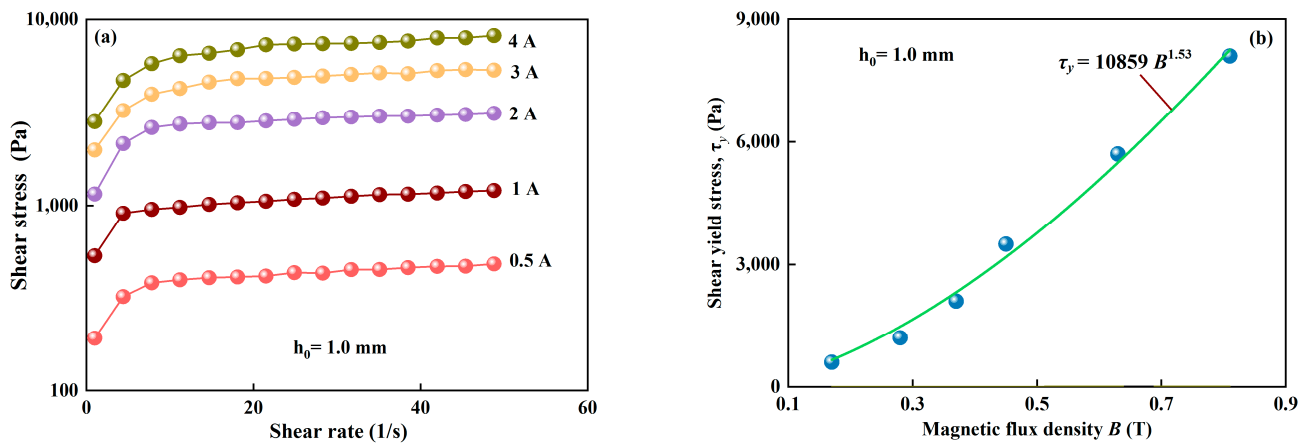 (a)
10,000
1,000
100
Shear stress (Pa)
4 A
3 A
2 A
1 A
0.5 A
h₀= 1.0 mm
0
20
40
60
Shear rate (1/s)
(b)
9,000
6,000
3,000
0
Shear yield stress, τy (Pa)
h₀= 1.0 mm
τy = 10859 B^1.53
0.1
0.3
0.5
0.7
0.9
Magnetic flux density B (T)